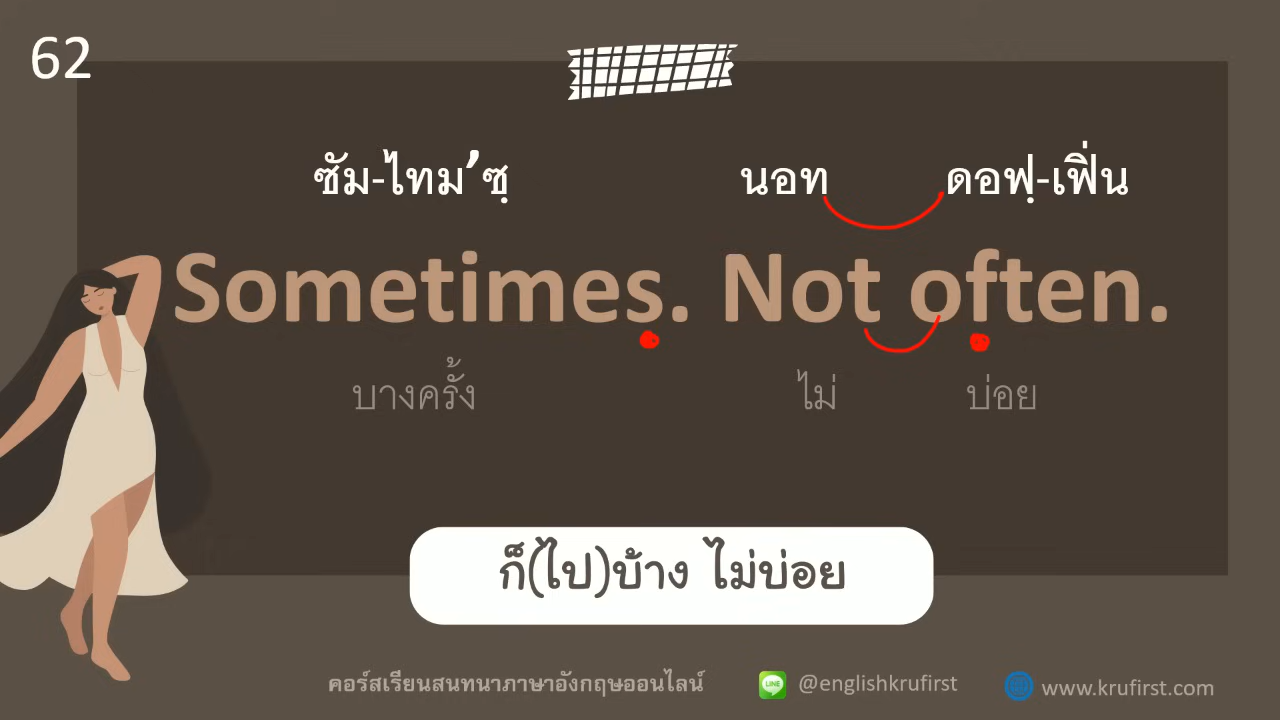 62
ซัม-ไทม’ซฺ นอท ดอฟฺ-เฟิ่น
Sometimes. Not often.
บางครั้ง ไม่ บ่อย
ก็(ไป)บ้าง ไม่บ่อย
คอร์สเรียนสนทนาภาษาอังกฤษออนไลน์ LINE @englishkrufirst www.krufirst.com